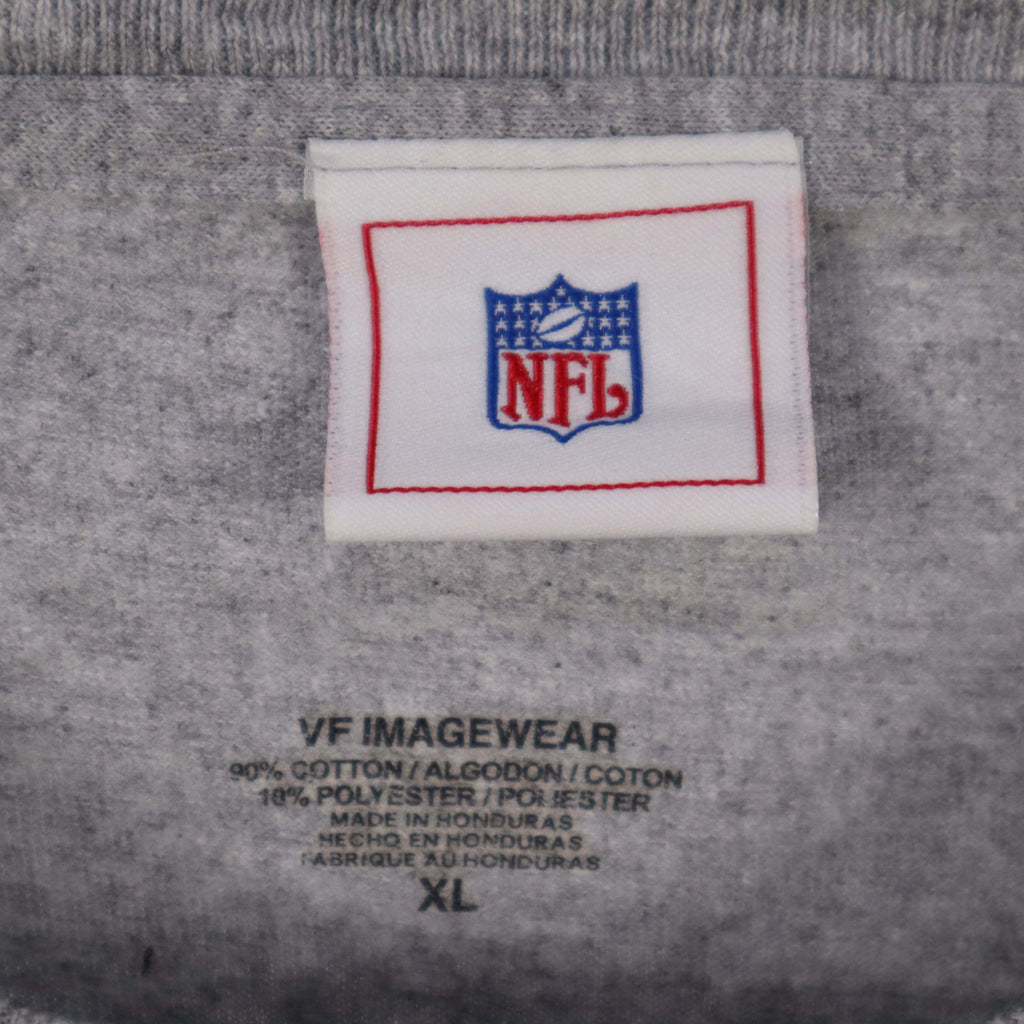 NFL
VF IMAGEWEAR
90% COTTON / ALGODON / COTON
10% POLYESTER / POLIESTER
MADE IN HONDURAS
HECHO EN HONDURAS
FABRIQUE AU HONDURAS
XL